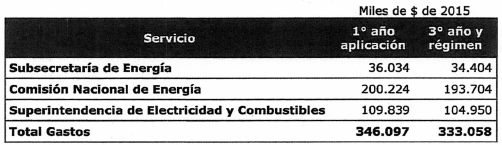 Miles de $ de 2015
Servicio 1° año aplicación 3° año y régimen
Subsecretaría de Energía 36.034 34.404
Comisión Nacional de Energía 200.224 193.704
Superintendencia de Electricidad y Combustibles 109.839 104.950
Total Gastos 346.097 333.058